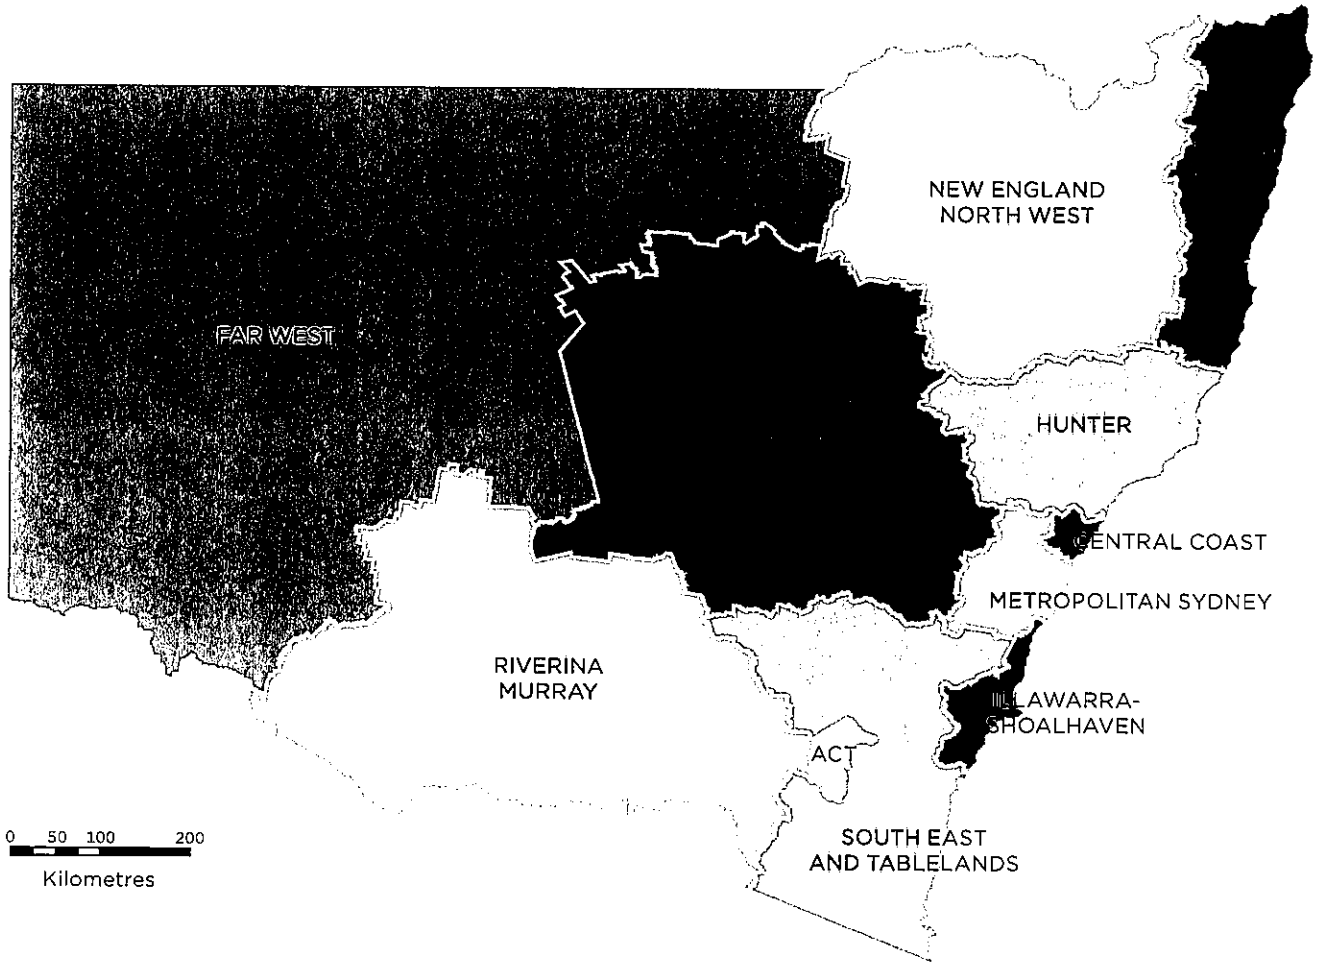 NEW ENGLAND
NORTH WEST
FAR WEST
HUNTER
CENTRAL COAST
METROPOLITAN SYDNEY
RIVERINA
MURRAY
ILLAWARRA-
SHOALHAVEN
ACT
SOUTH EAST
AND TABLELANDS
0 50 100 200
Kilometres